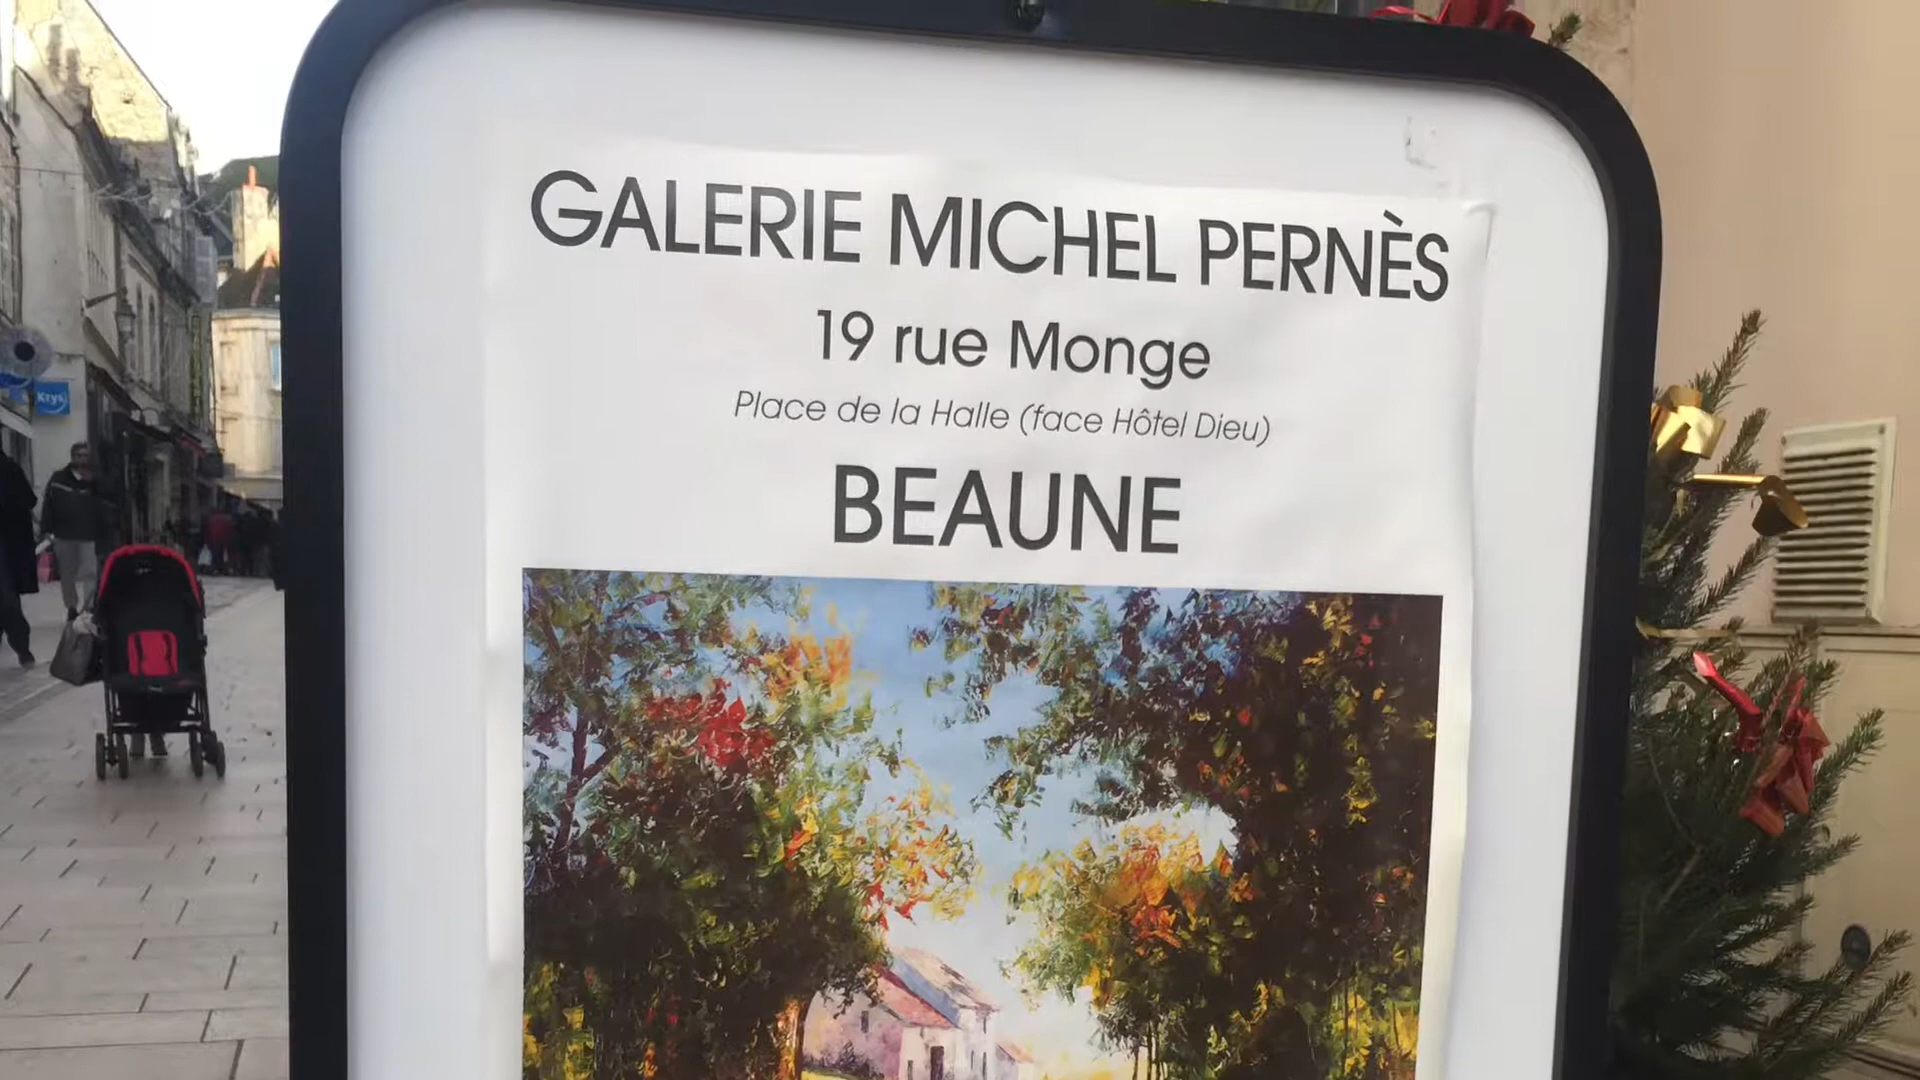 GALERIE MICHEL PERNÈS
19 rue Monge
Place de la Halle (face Hôtel Dieu)
BEAUNE
Krys